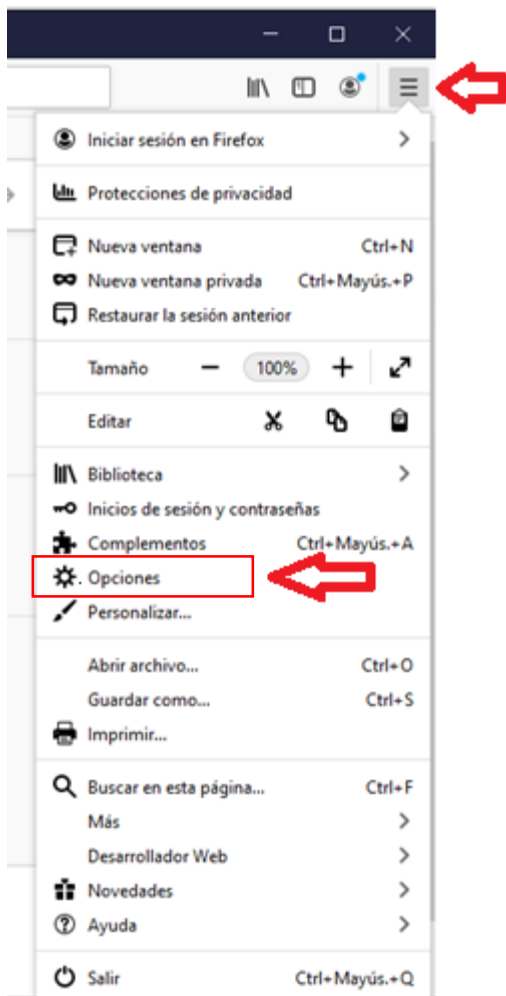 Iniciar sesión en Firefox
Protecciones de privacidad
Nueva ventana Ctrl+N
Nueva ventana privada Ctrl+Mayús.+P
Restaurar la sesión anterior
Tamaño 100%
Editar
Biblioteca
Inicios de sesión y contraseñas
Complementos Ctrl+Mayús.+A
Opciones
Personalizar...
Abrir archivo... Ctrl+O
Guardar como... Ctrl+S
Imprimir...
Buscar en esta página... Ctrl+F
Más
Desarrollador Web
Novedades
Ayuda
Salir Ctrl+Mayús.+Q